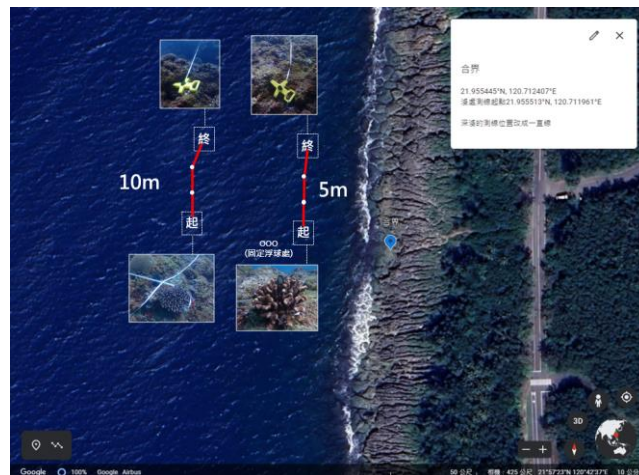 合界
21.955445°N, 120.712407°E
淺處測線起點21.955513°N, 120.711961°E
深淺的測線位置改成一直線
終
終
10m
5m
起
起
(固定浮球處)
合界
3D
Google
100%
Google Airbus
50 公尺
相機：425 公尺
21°57'23"N 120°42'37"E
10 公